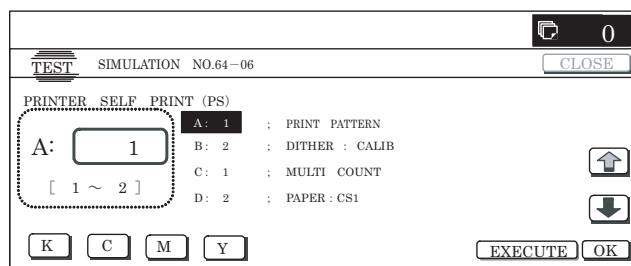 0
TEST SIMULATION NO.64-06 CLOSE
PRINTER SELF PRINT (PS)
A: 1
[ 1 ~ 2 ]
A: 1 ; PRINT PATTERN
B: 2 ; DITHER : CALIB
C: 1 ; MULTI COUNT
D: 2 ; PAPER : CS1
K C M Y EXECUTE OK